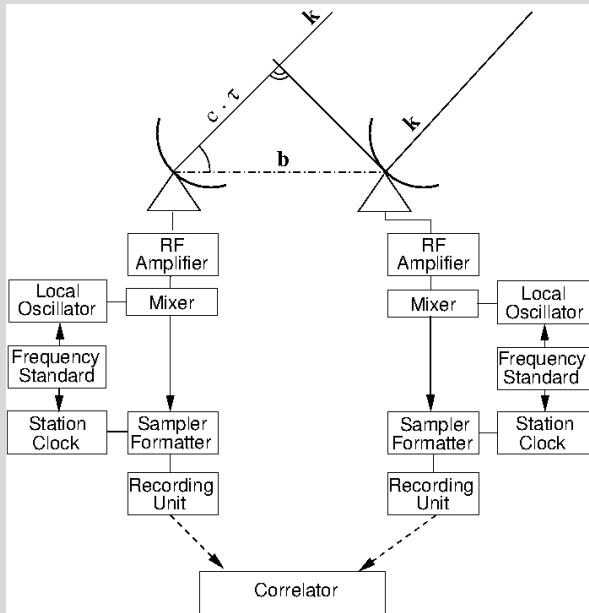 k
c · τ
k
b
RF
Amplifier
RF
Amplifier
Local
Oscillator
Mixer
Mixer
Local
Oscillator
Frequency
Standard
Frequency
Standard
Station
Clock
Sampler
Formatter
Sampler
Formatter
Station
Clock
Recording
Unit
Recording
Unit
Correlator